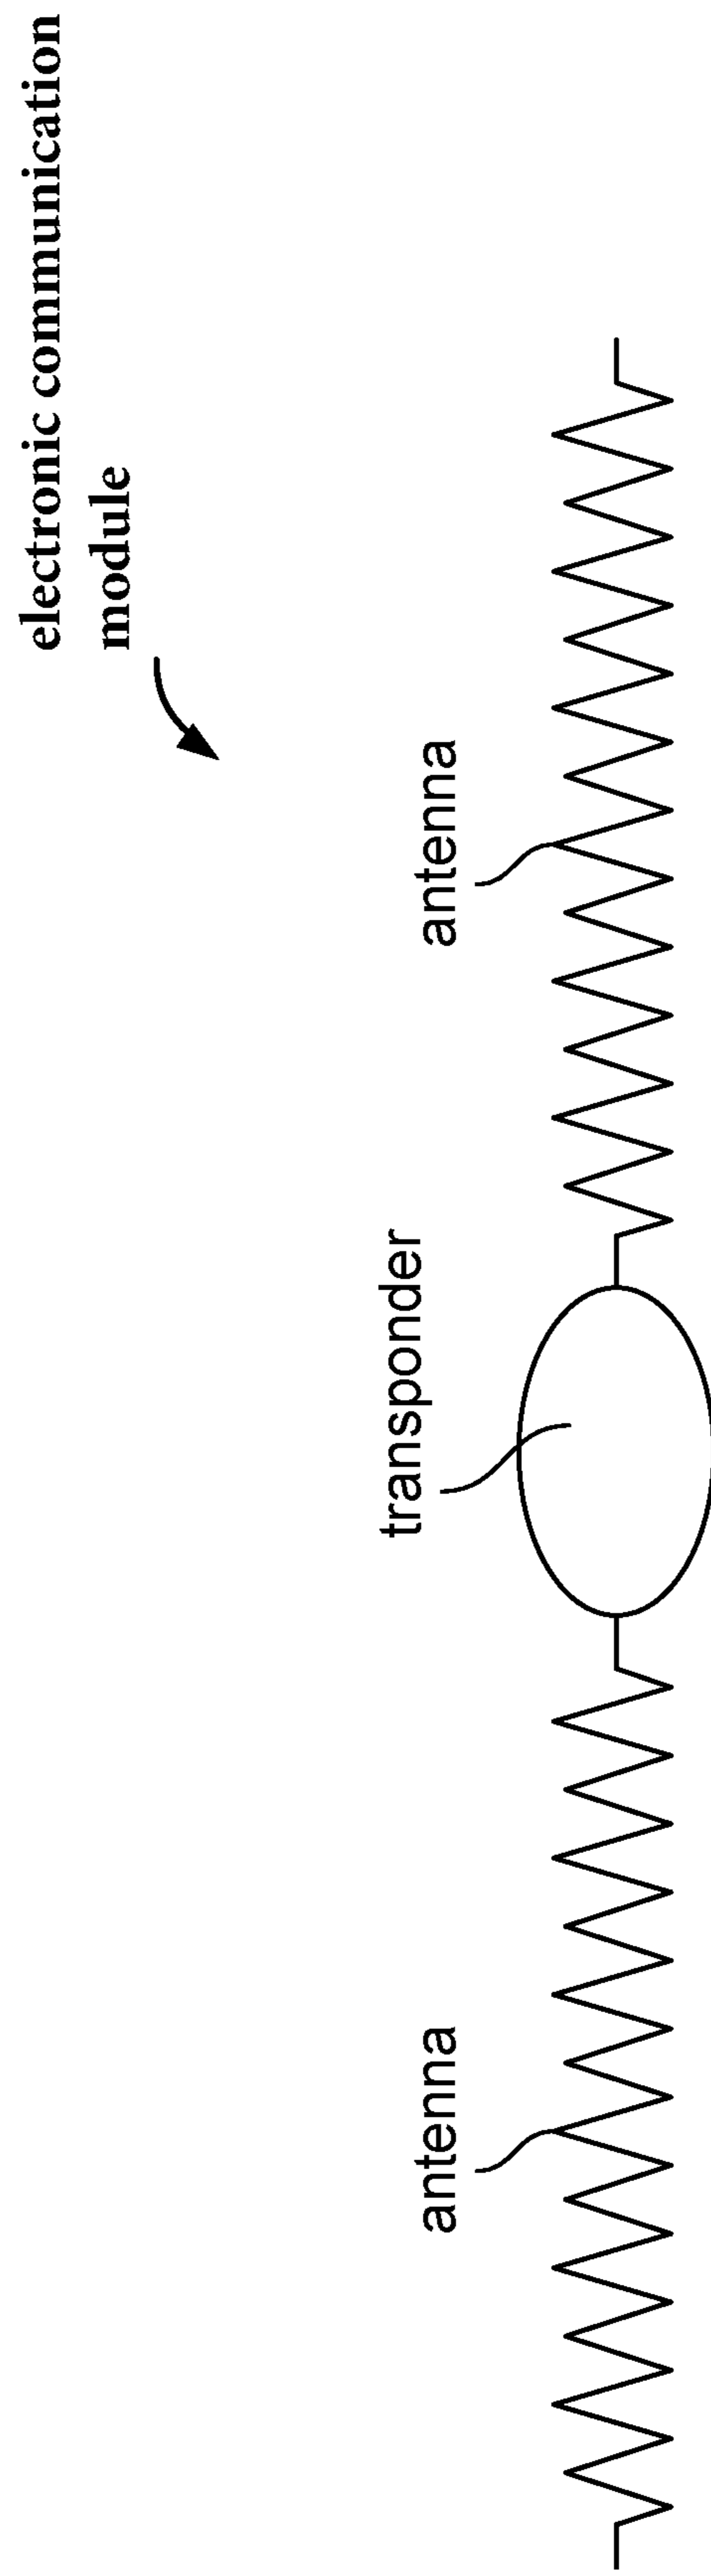 electronic communication
module
antenna
transponder
antenna